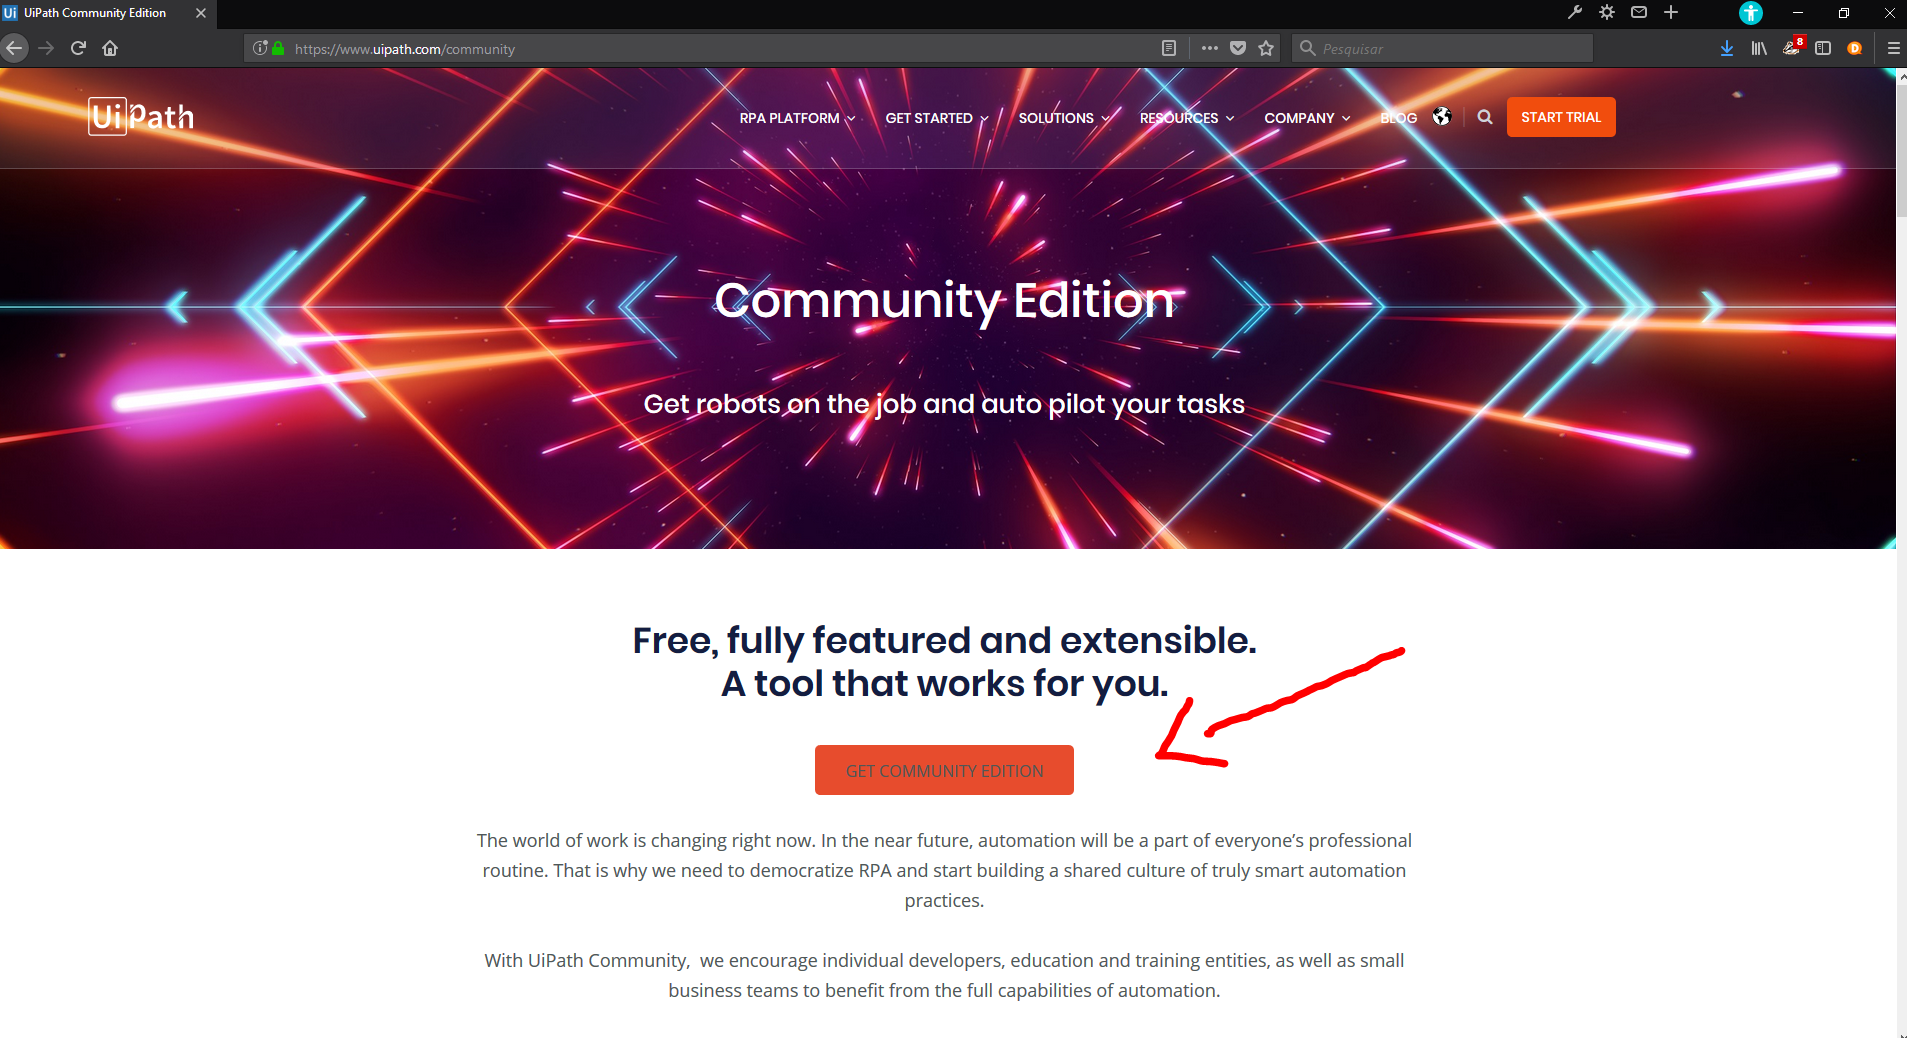 UiPath Community Edition
https://www.uipath.com/community
Pesquisar
8
UiPath
RPA PLATFORM
GET STARTED
SOLUTIONS
RESOURCES
COMPANY
BLOG
START TRIAL
Community Edition
Get robots on the job and auto pilot your tasks
Free, fully featured and extensible.
A tool that works for you.
GET COMMUNITY EDITION
The world of work is changing right now. In the near future, automation will be a part of everyone’s professional
routine. That is why we need to democratize RPA and start building a shared culture of truly smart automation
practices.
With UiPath Community,  we encourage individual developers, education and training entities, as well as small
business teams to benefit from the full capabilities of automation.